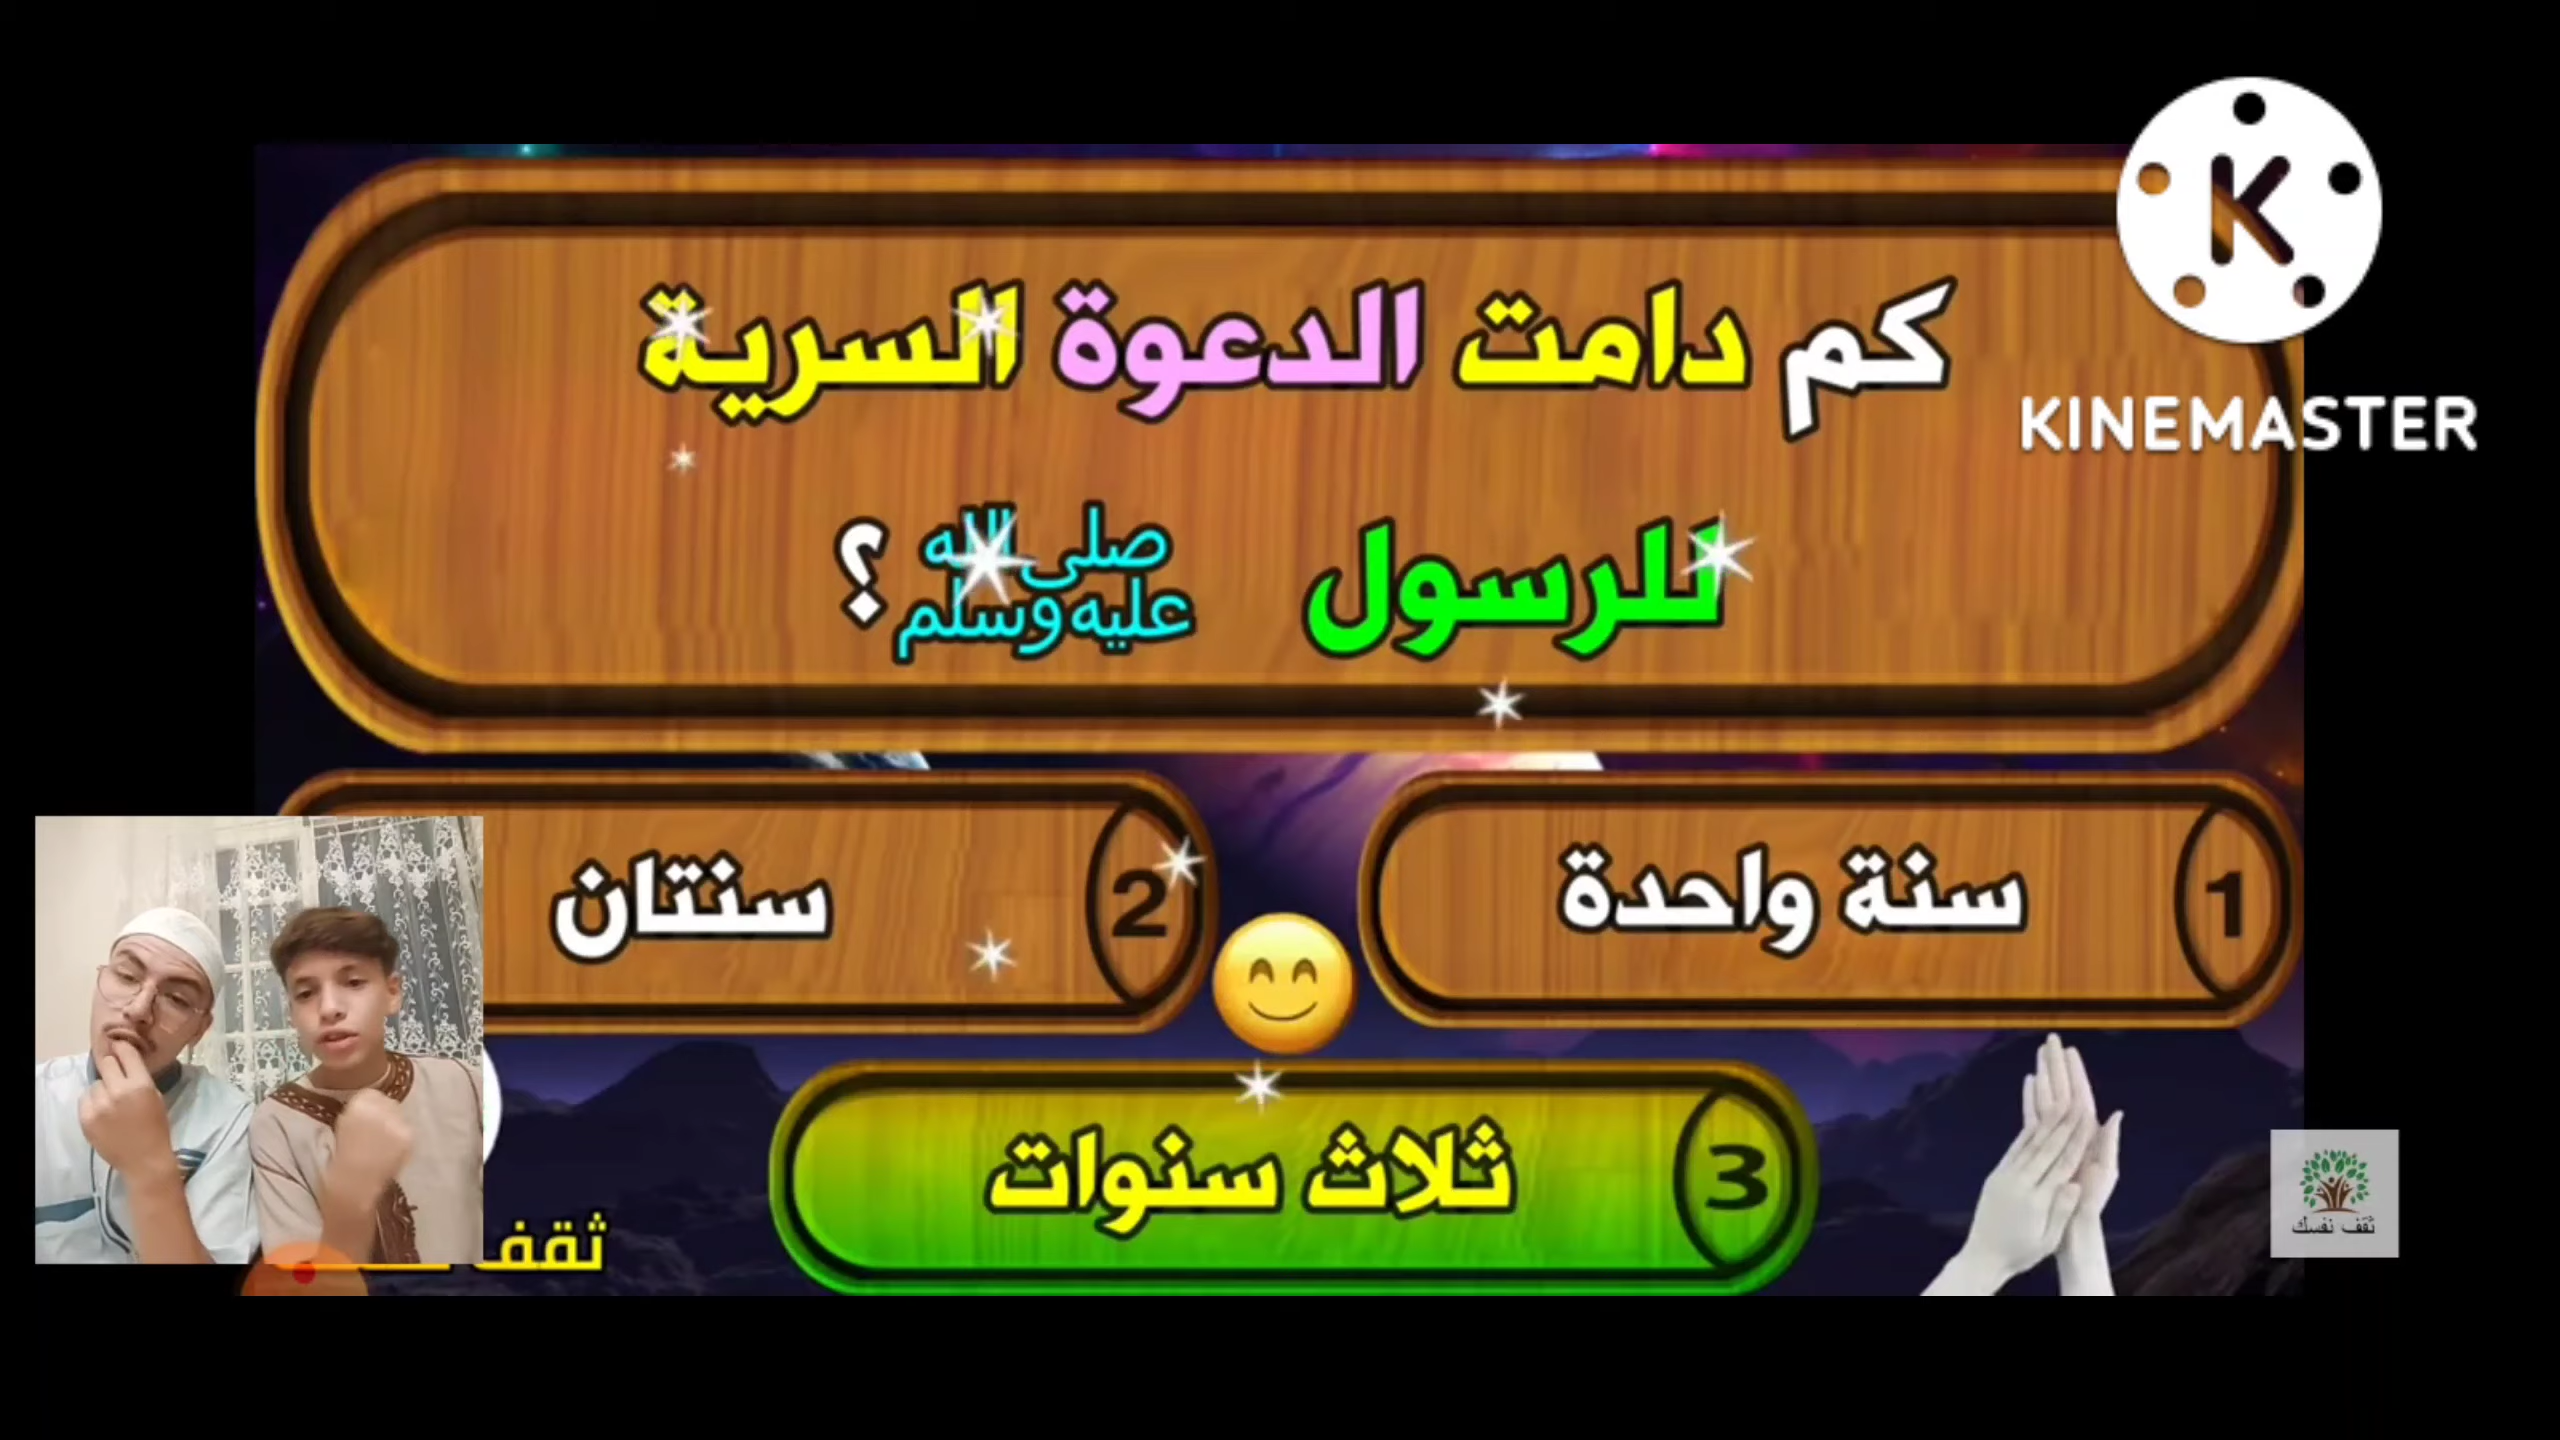 كم دامت الدعوة السرية
للرسول صلى الله عليه وسلم ؟
KINEMASTER
1 سنة واحدة
2 سنتان
3 ثلاث سنوات
ثقف
ثقف نفسك